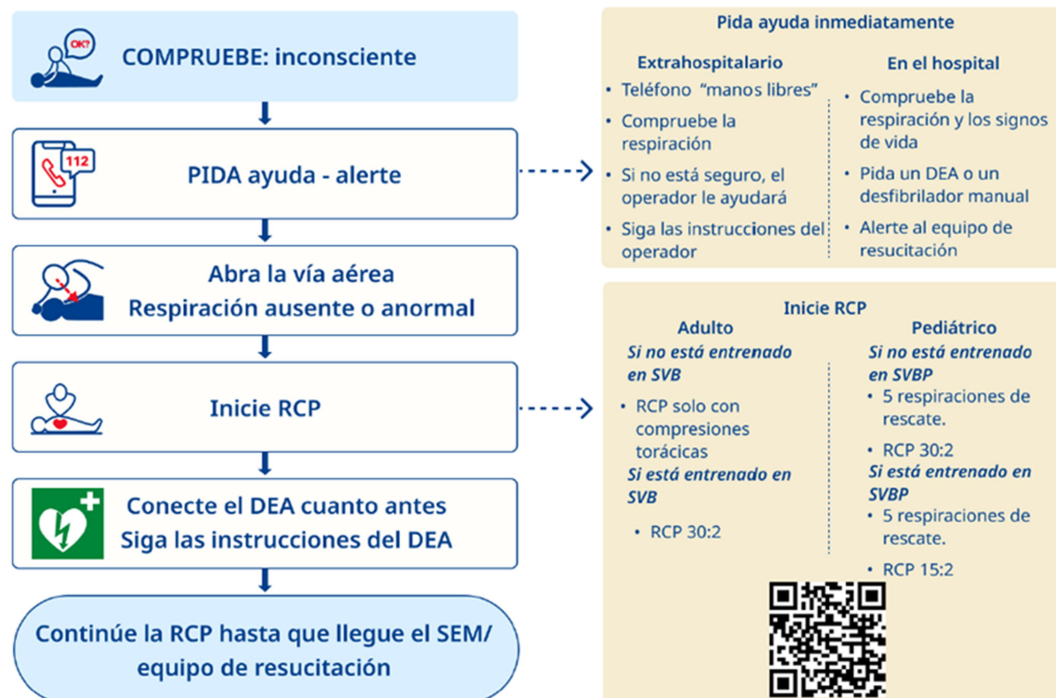 OK?
COMPRUEBE: inconsciente
112
PIDA ayuda - alerte
Abra la vía aérea
Respiración ausente o anormal
Inicie RCP
Conecte el DEA cuanto antes
Siga las instrucciones del DEA
Continúe la RCP hasta que llegue el SEM/
equipo de resucitación
Pida ayuda inmediatamente
Extrahospitalario
• Teléfono “manos libres”
• Compruebe la
respiración
• Si no está seguro, el
operador le ayudará
• Siga las instrucciones del
operador
En el hospital
• Compruebe la
respiración y los signos
de vida
• Pida un DEA o un
desfibrilador manual
• Alerte al equipo de
resucitación
Inicie RCP
Adulto
Si no está entrenado
en SVB
• RCP solo con
compresiones
torácicas
Si está entrenado en
SVB
• RCP 30:2
Pediátrico
Si no está entrenado
en SVBP
• 5 respiraciones de
rescate.
• RCP 30:2
Si está entrenado en
SVBP
• 5 respiraciones de
rescate.
• RCP 15:2